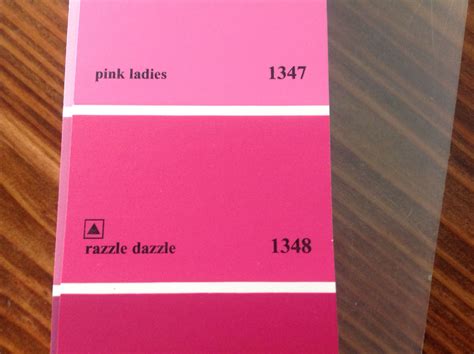 pink ladies 1347
razzle dazzle 1348